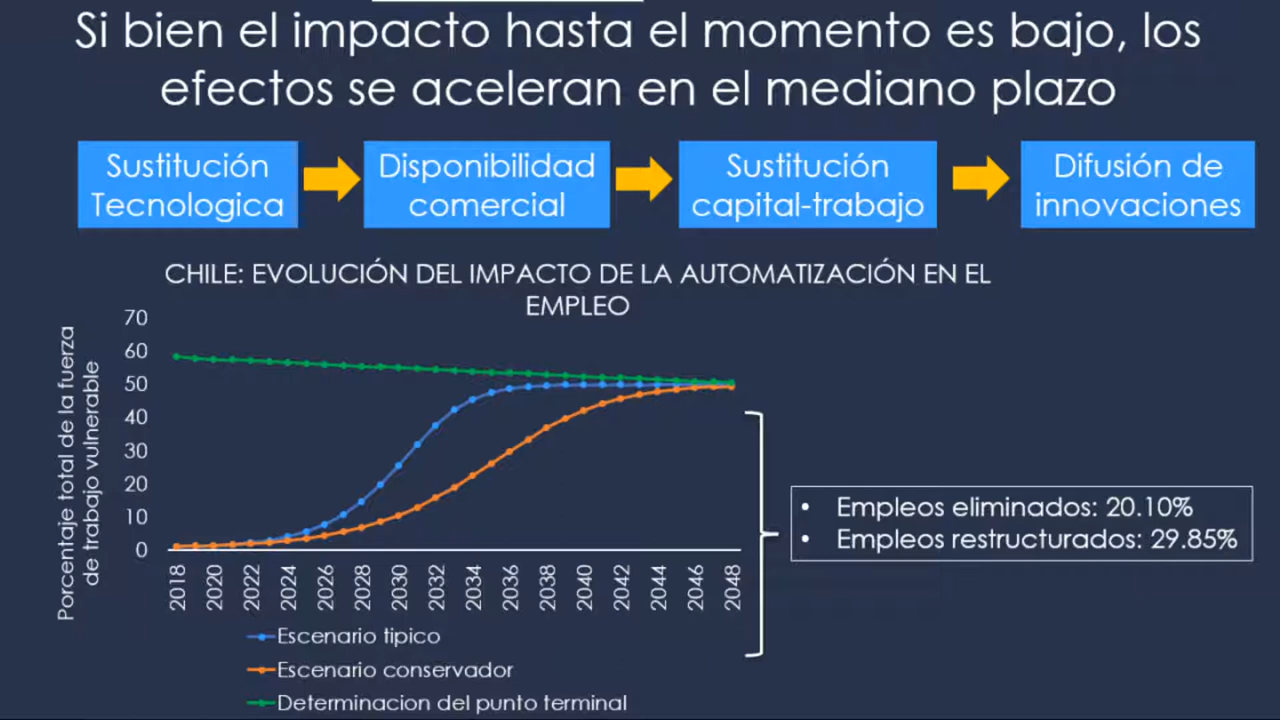 Si bien el impacto hasta el momento es bajo, los
efectos se aceleran en el mediano plazo
Sustitución
Tecnologica
Disponibilidad
comercial
Sustitución
capital-trabajo
Difusión de
innovaciones
CHILE: EVOLUCIÓN DEL IMPACTO DE LA AUTOMATIZACIÓN EN EL
EMPLEO
Porcentaje total de la fuerza
de trabajo vulnerable
70
60
50
40
30
20
10
0
2018
2020
2022
2024
2026
2028
2030
2032
2034
2036
2038
2040
2042
2044
2046
2048
• Empleos eliminados: 20.10%
• Empleos restructurados: 29.85%
Escenario tipico
Escenario conservador
Determinacion del punto terminal